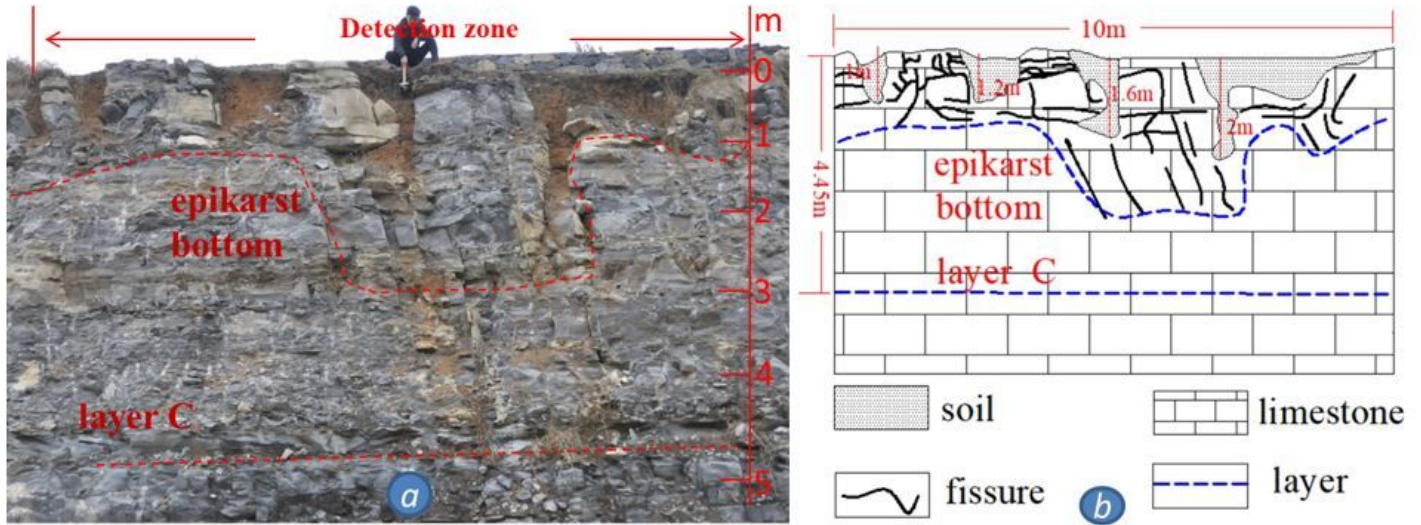 Detection zone
m
0
1
2
3
4
5
epikarst
bottom
layer C
a
10m
1m
1.2m
1.6m
2m
4.45m
epikarst
bottom
layer C
soil
limestone
fissure
layer
b